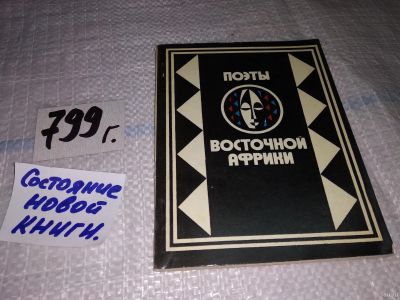 799 г.
Состояние
новой
книги.
ПОЭТЫ
ВОСТОЧНОЙ
АФРИКИ